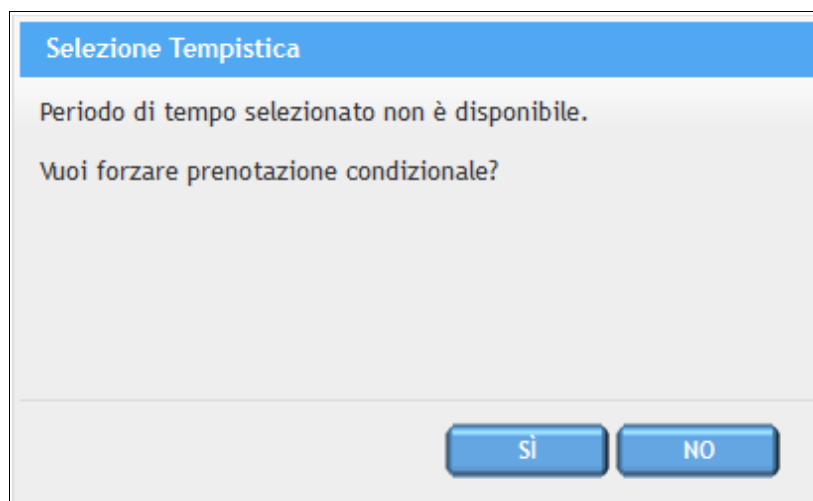 Selezione Tempistica
Periodo di tempo selezionato non è disponibile.
Vuoi forzare prenotazione condizionale?
SÌ
NO